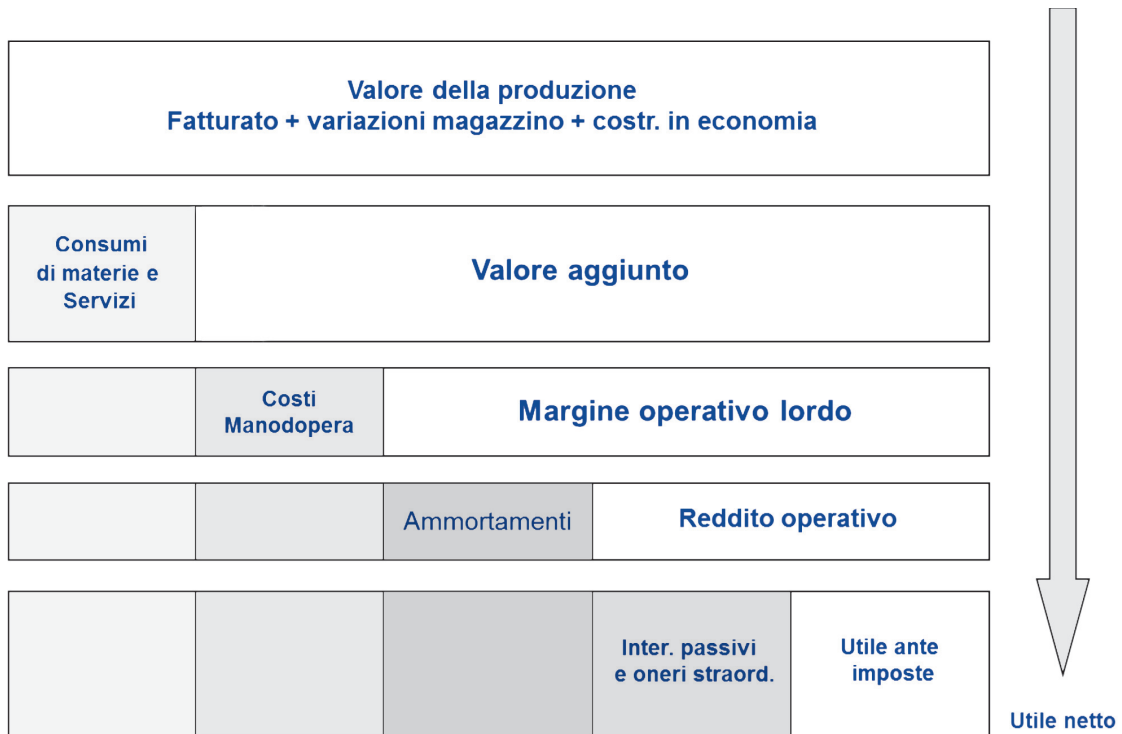 Valore della produzione
Fatturato + variazioni magazzino + costr. in economia
Consumi
di materie e
Servizi
Valore aggiunto
Costi
Manodopera
Margine operativo lordo
Ammortamenti
Reddito operativo
Inter. passivi
e oneri straord.
Utile ante
imposte
Utile netto